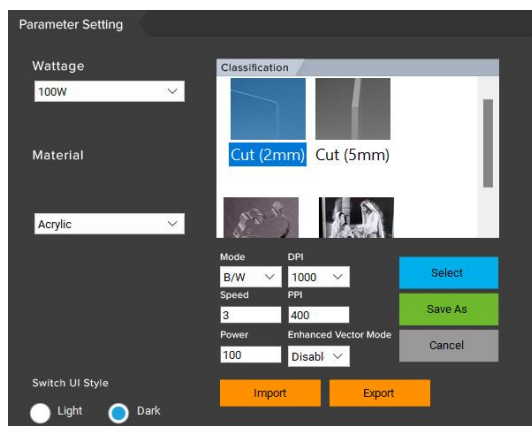 Parameter Setting
Wattage
100W
Material
Acrylic
Classification
Cut (2mm) Cut (5mm)
Mode DPI
B/W 1000
Speed PPI
3 400
Power Enhanced Vector Mode
100 Disabl
Select
Save As
Cancel
Import Export
Switch UI Style
Light Dark